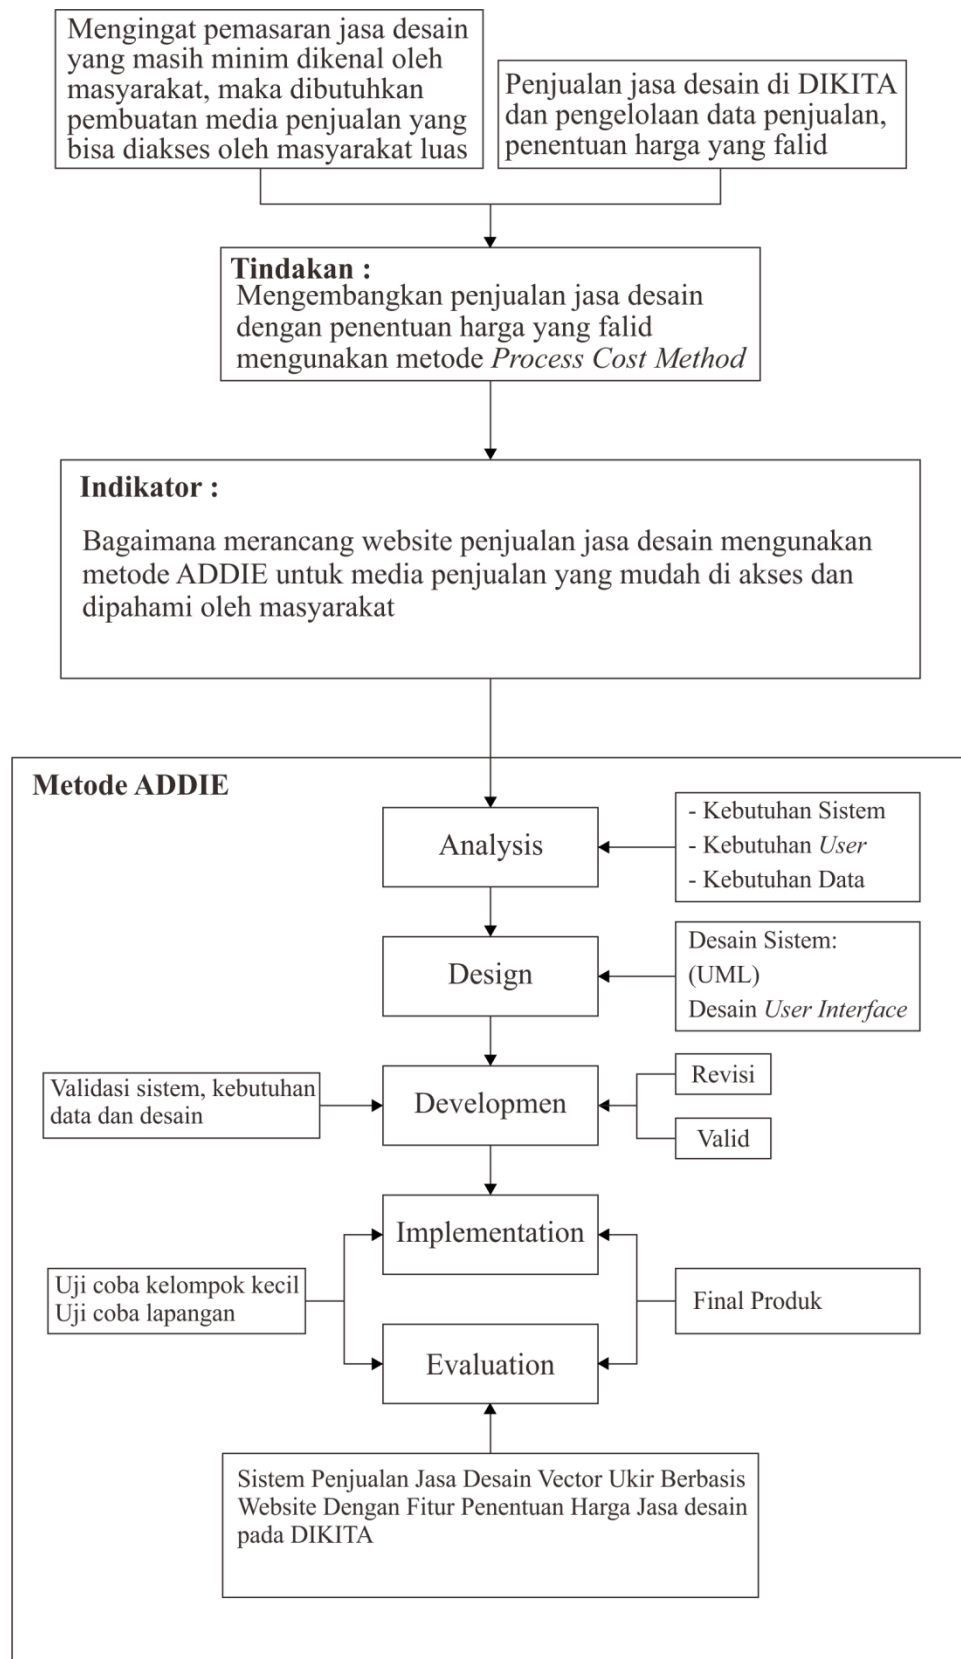 Mengingat pemasaran jasa desain
yang masih minim dikenal oleh
masyarakat, maka dibutuhkan
pembuatan media penjualan yang
bisa diakses oleh masyarakat luas
Penjualan jasa desain di DIKITA
dan pengelolaan data penjualan,
penentuan harga yang falid
Tindakan :
Mengembangkan penjualan jasa desain
dengan penentuan harga yang falid
mengunakan metode Process Cost Method
Indikator :
Bagaimana merancang website penjualan jasa desain mengunakan
metode ADDIE untuk media penjualan yang mudah di akses dan
dipahami oleh masyarakat
Metode ADDIE
Analysis
- Kebutuhan Sistem
- Kebutuhan User
- Kebutuhan Data
Design
Desain Sistem:
(UML)
Desain User Interface
Validasi sistem, kebutuhan
data dan desain
Developmen
Revisi
Valid
Implementation
Uji coba kelompok kecil
Uji coba lapangan
Final Produk
Evaluation
Sistem Penjualan Jasa Desain Vector Ukir Berbasis
Website Dengan Fitur Penentuan Harga Jasa desain
pada DIKITA